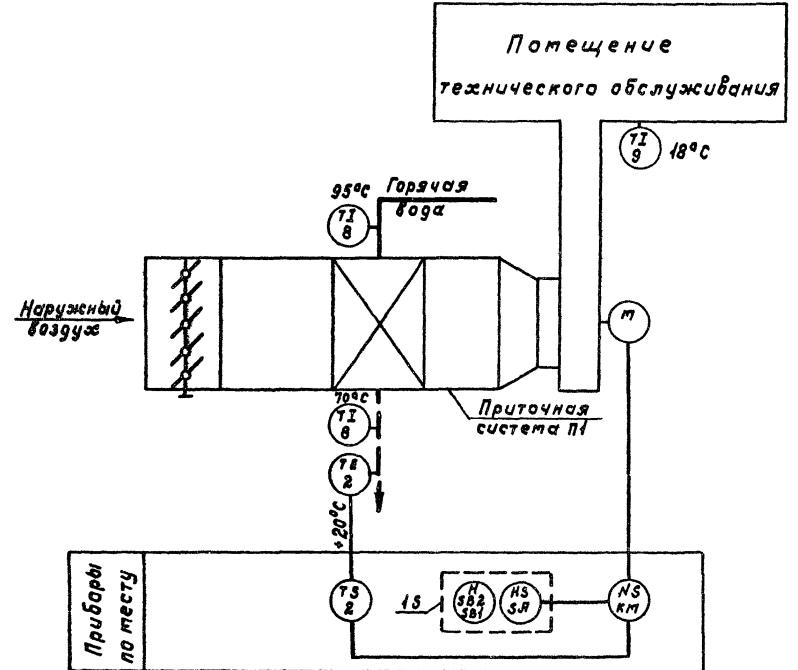 Помещение
технического обслуживания
TI
9
18°C
95°C
Горячая
вода
TI
8
Наружный
воздух
M
70°C
TI
8
Приточная
система П1
TE
2
+20°C
Приборы
по месту
TS
2
1S
H
SB2
SB1
HS
SA
NS
KM